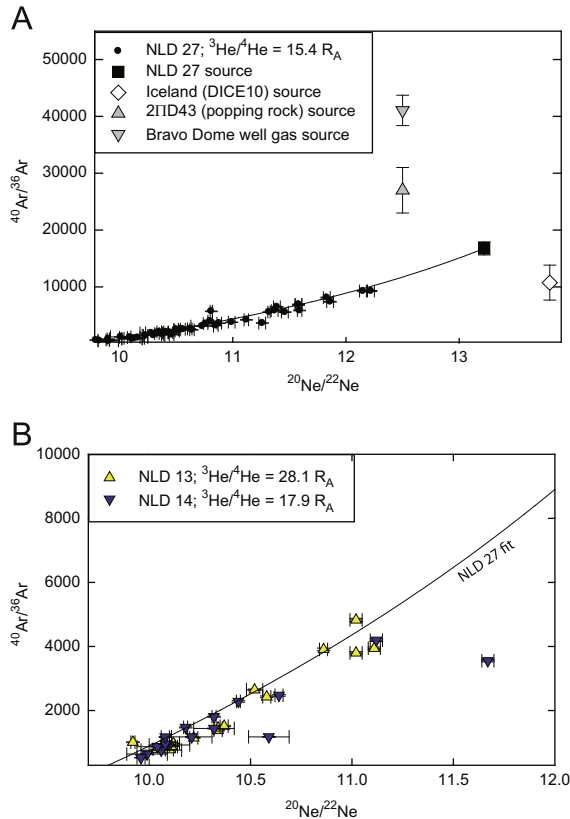 A
50000
40000
30000
20000
10000
⁴⁰Ar/³⁶Ar
NLD 27; ³He/⁴He = 15.4 R_A
NLD 27 source
Iceland (DICE10) source
2ΠD43 (popping rock) source
Bravo Dome well gas source
10 11 12 13
²⁰Ne/²²Ne
B
10000
8000
6000
4000
2000
⁴⁰Ar/³⁶Ar
NLD 13; ³He/⁴He = 28.1 R_A
NLD 14; ³He/⁴He = 17.9 R_A
NLD 27 fit
10.0 10.5 11.0 11.5 12.0
²⁰Ne/²²Ne